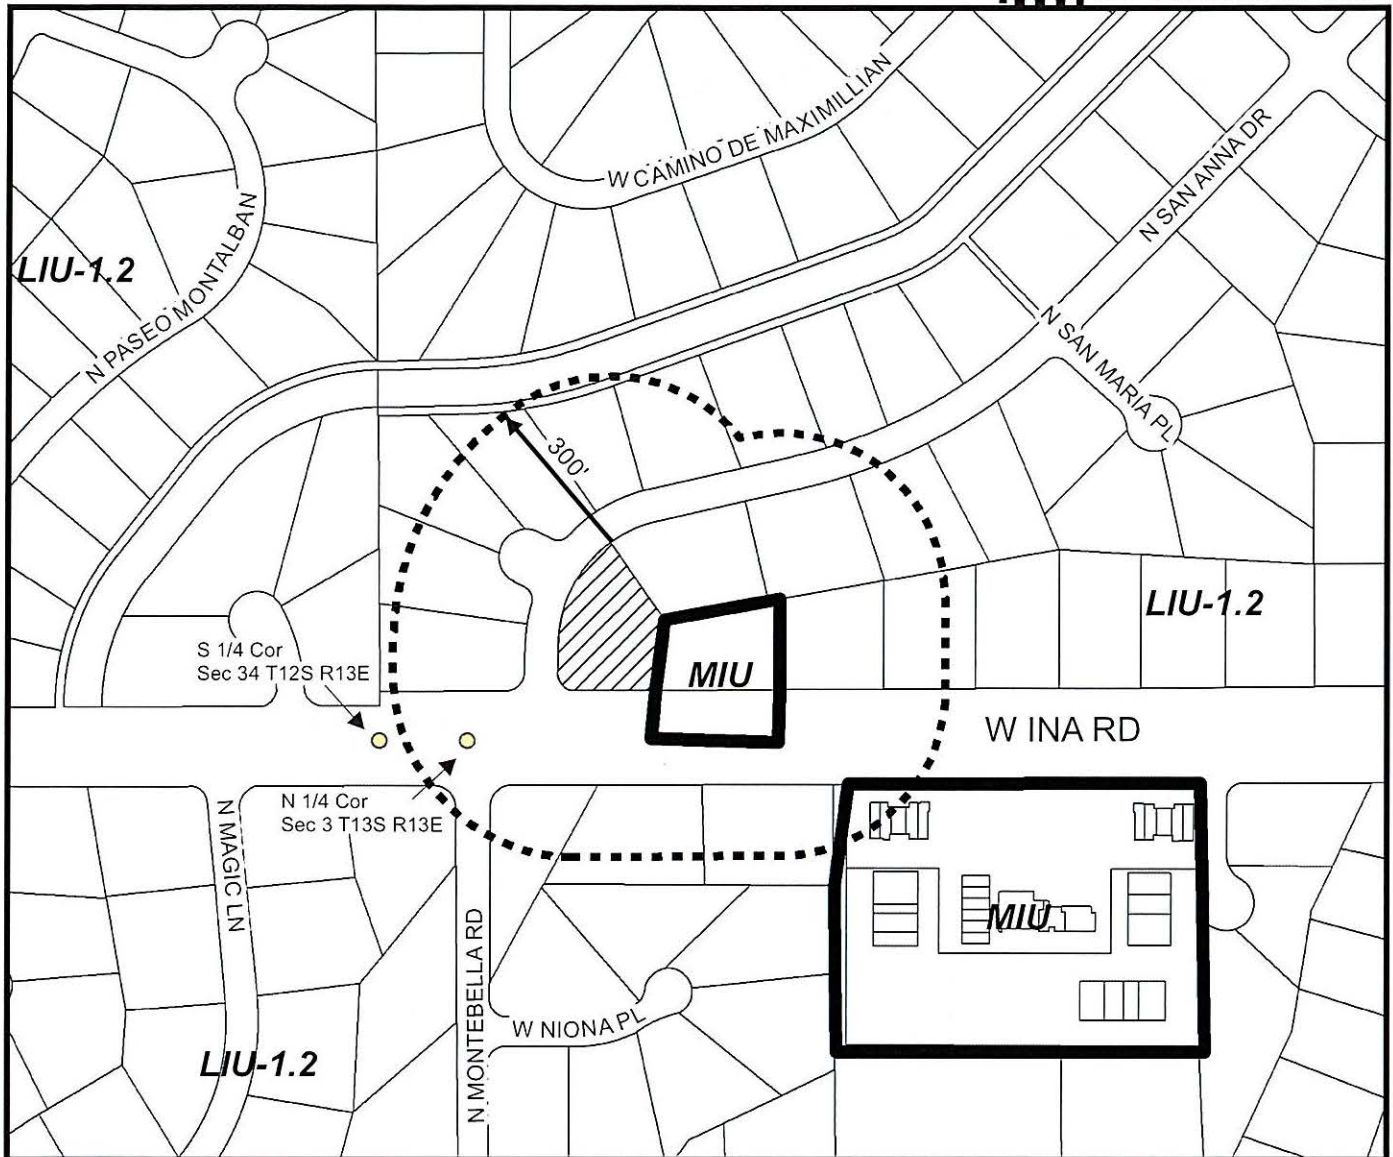 W CAMINO DE MAXIMILLIAN
N SAN ANNA DR
LIU-1.2
N PASEO MONTALBAN
N SAN MARIA PL
300'
LIU-1.2
S 1/4 Cor
Sec 34 T12S R13E
MIU
W INA RD
N 1/4 Cor
Sec 3 T13S R13E
N MAGIC LN
MIU
N MONTEBELLA RD
W NIONA PL
LIU-1.2